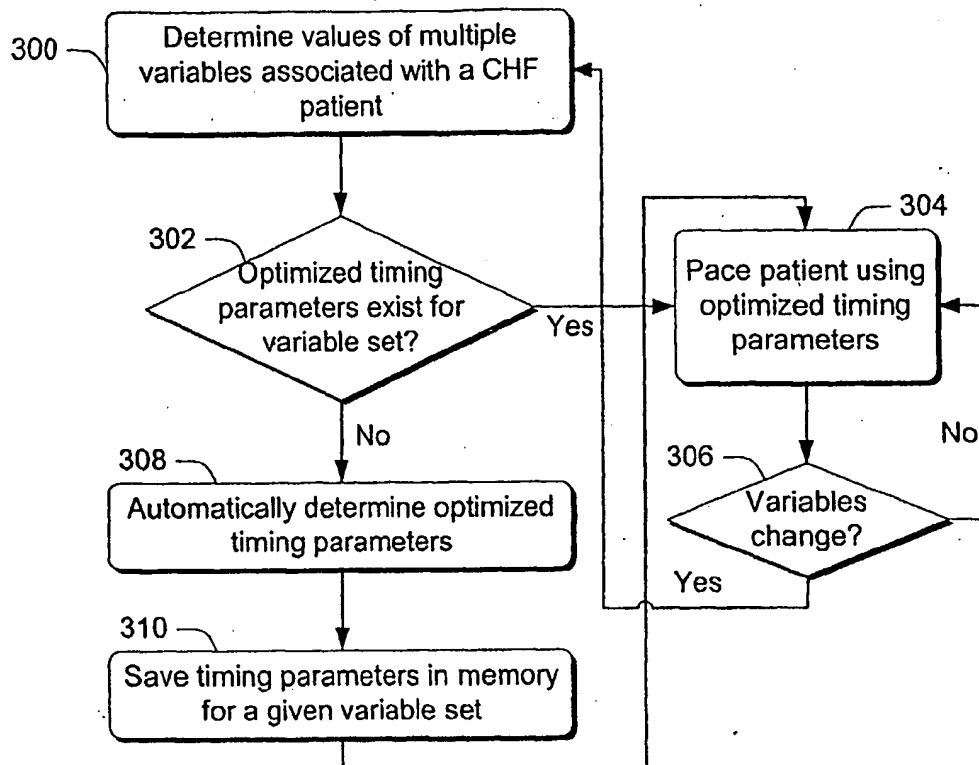 300
Determine values of multiple
variables associated with a CHF
patient
302
Optimized timing
parameters exist for
variable set?
Yes
304
Pace patient using
optimized timing
parameters
No
No
306
Variables
change?
Yes
308
Automatically determine optimized
timing parameters
310
Save timing parameters in memory
for a given variable set